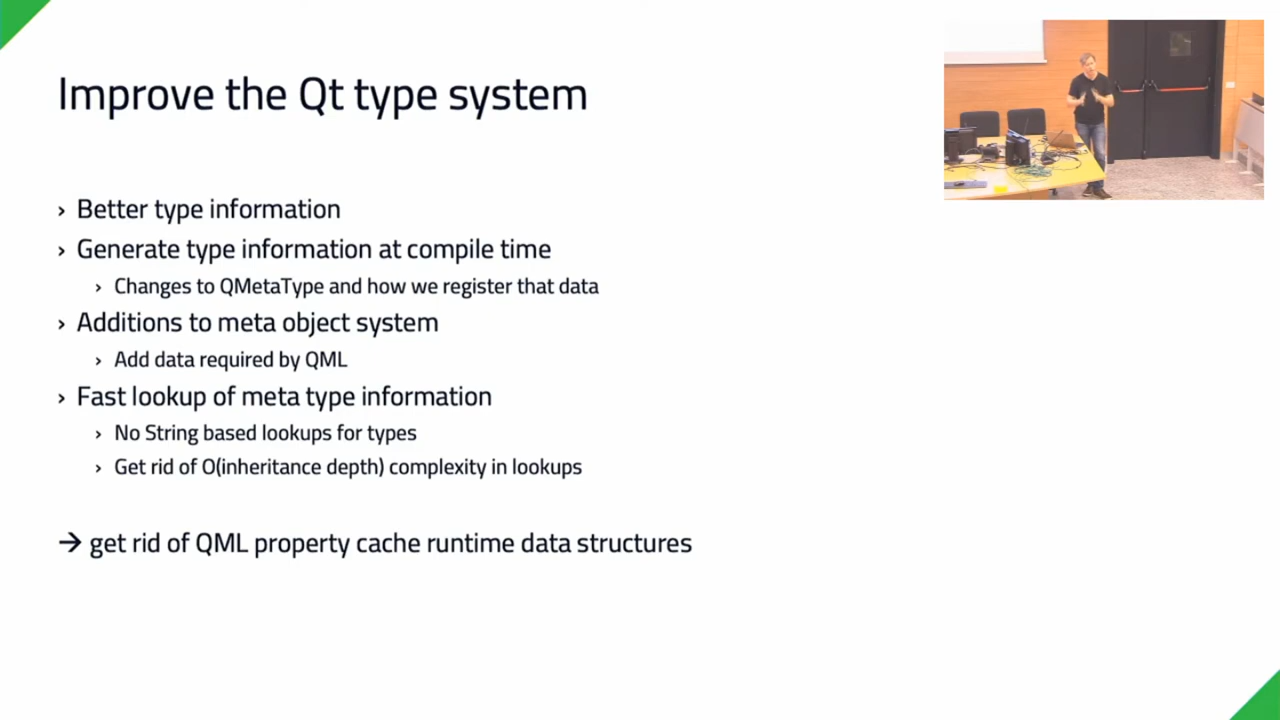 Improve the Qt type system
› Better type information
› Generate type information at compile time
› Changes to QMetaType and how we register that data
› Additions to meta object system
› Add data required by QML
› Fast lookup of meta type information
› No String based lookups for types
› Get rid of O(inheritance depth) complexity in lookups
→ get rid of QML property cache runtime data structures